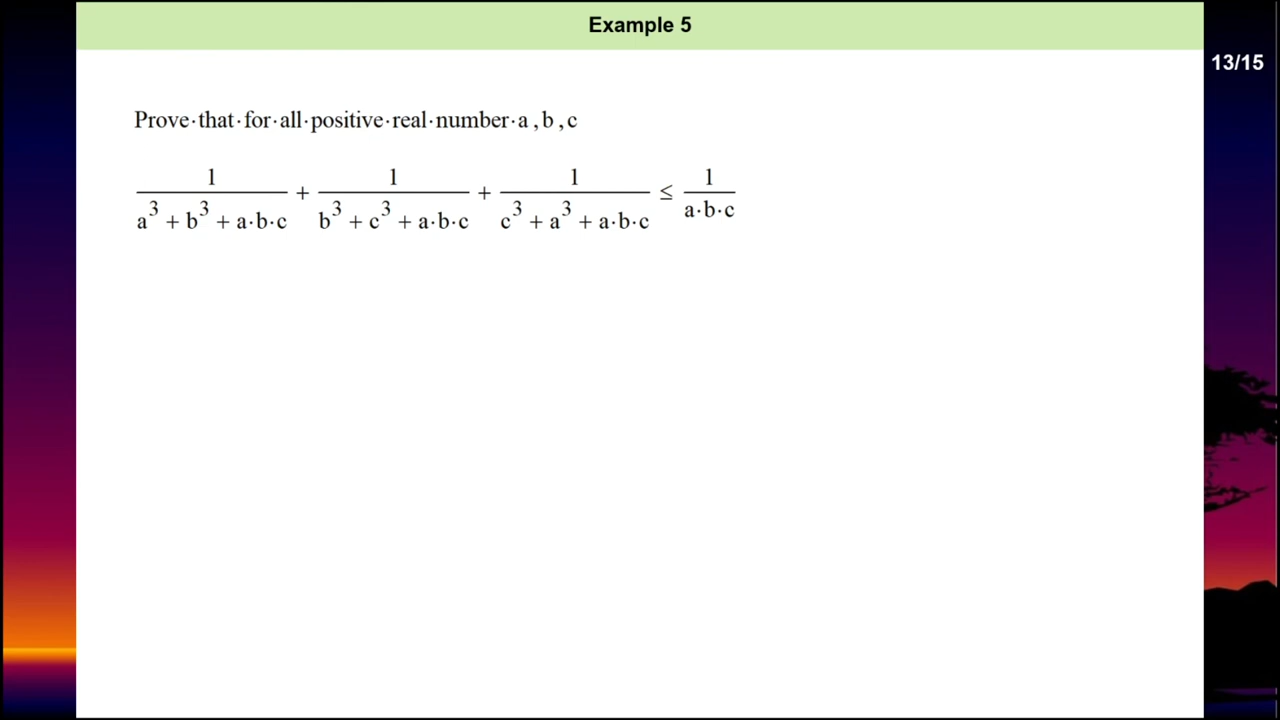 Example 5
13/15
Prove·that·for·all·positive·real·number·a ,b ,c
1/(a³ + b³ + a·b·c) + 1/(b³ + c³ + a·b·c) + 1/(c³ + a³ + a·b·c) ≤ 1/(a·b·c)